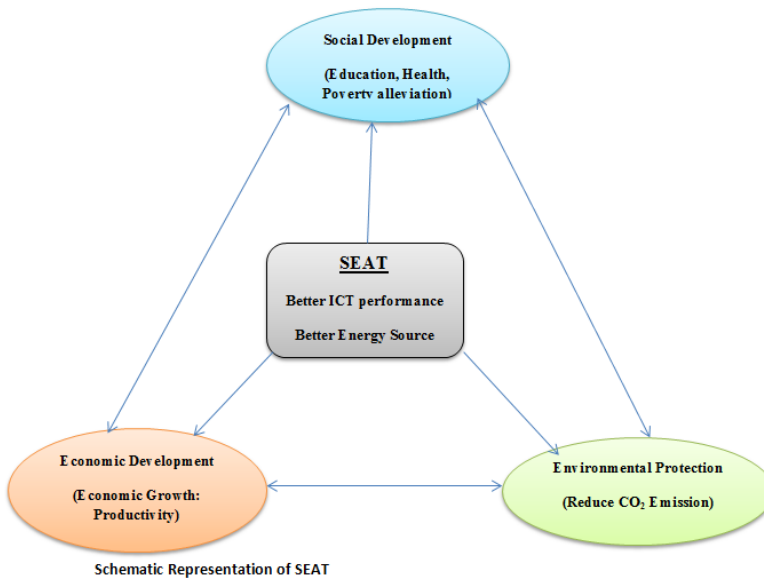 Social Development
(Education, Health,
Poverty alleviation)
SEAT
Better ICT performance
Better Energy Source
Economic Development
(Economic Growth:
Productivity)
Environmental Protection
(Reduce CO₂ Emission)
Schematic Representation of SEAT